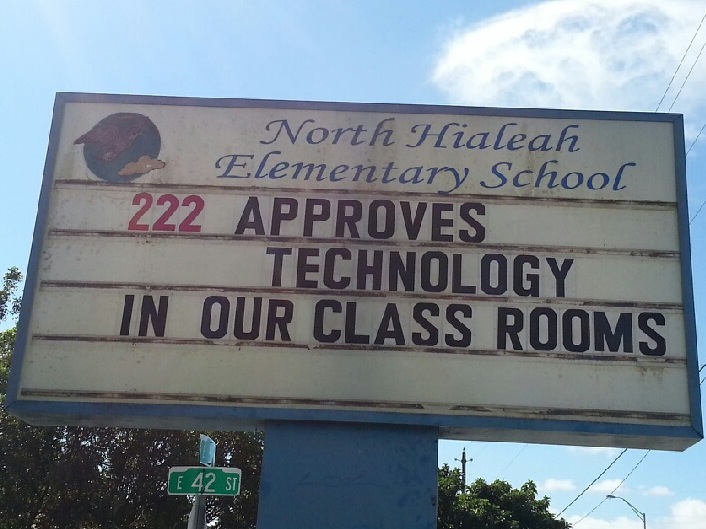 North Hialeah
Elementary School
222 APPROVES
TECHNOLOGY
IN OUR CLASS ROOMS
E 42 ST